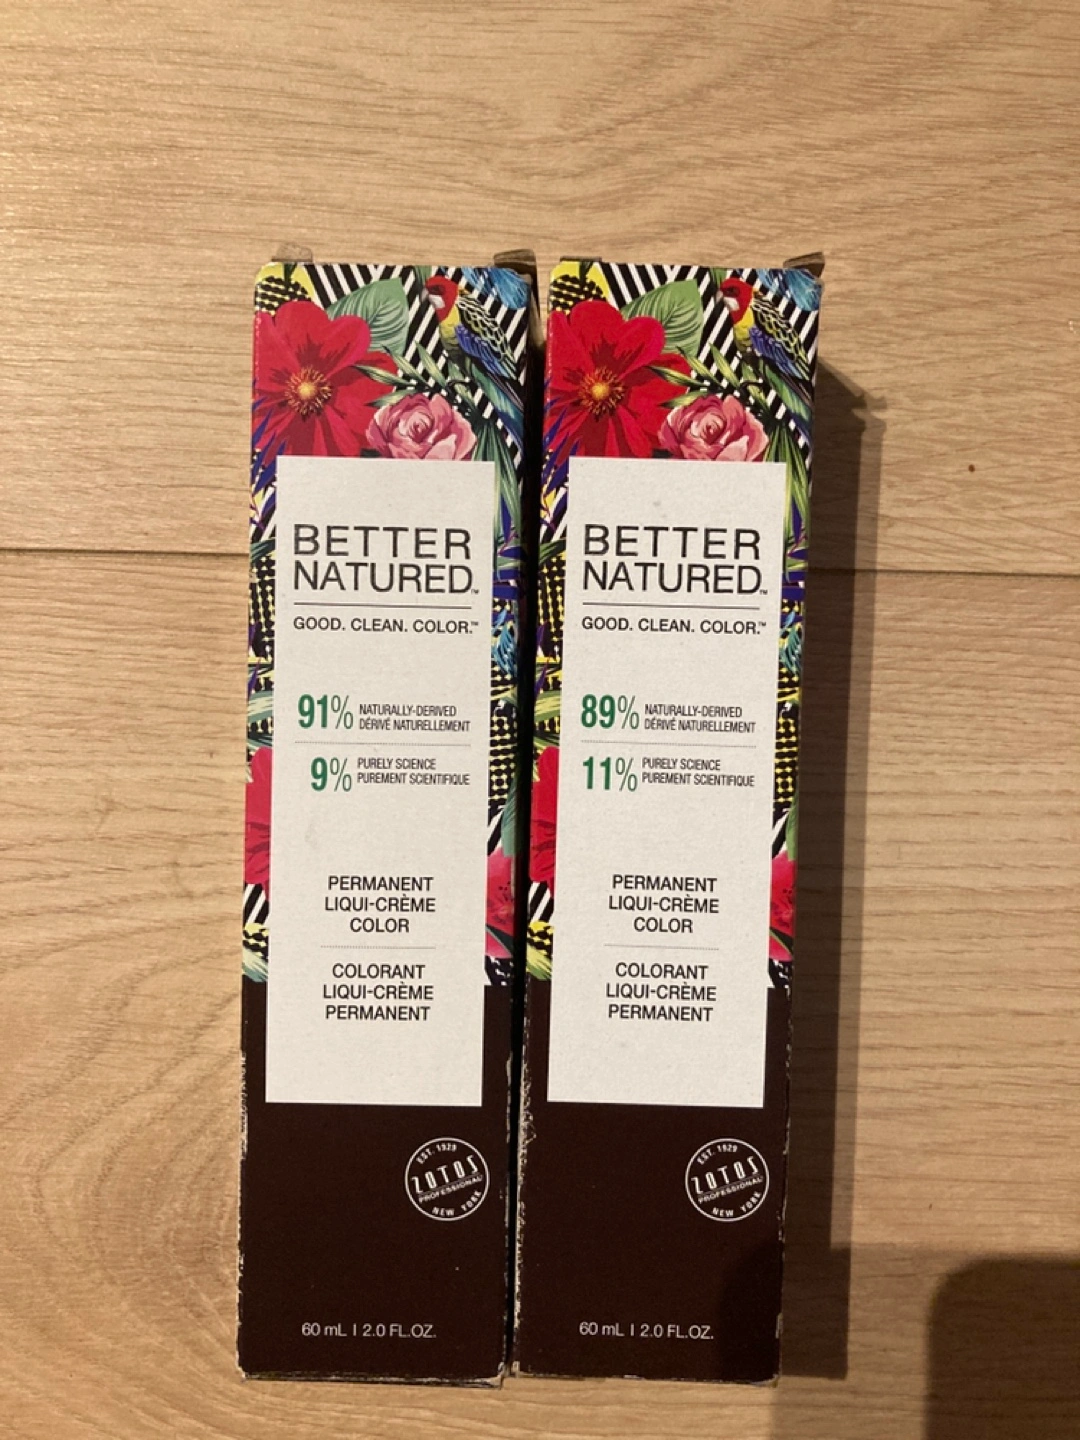 BETTER
NATURED™
GOOD. CLEAN. COLOR.™
91% NATURALLY-DERIVED
DÉRIVÉ NATURELLEMENT
9% PURELY SCIENCE
PUREMENT SCIENTIFIQUE
PERMANENT
LIQUI-CRÈME
COLOR
COLORANT
LIQUI-CRÈME
PERMANENT
EST. 1929
ZOTOS
PROFESSIONAL
NEW YORK
60 mL | 2.0 FL.OZ.
BETTER
NATURED™
GOOD. CLEAN. COLOR.™
89% NATURALLY-DERIVED
DÉRIVÉ NATURELLEMENT
11% PURELY SCIENCE
PUREMENT SCIENTIFIQUE
PERMANENT
LIQUI-CRÈME
COLOR
COLORANT
LIQUI-CRÈME
PERMANENT
EST. 1929
ZOTOS
PROFESSIONAL
NEW YORK
60 mL | 2.0 FL.OZ.